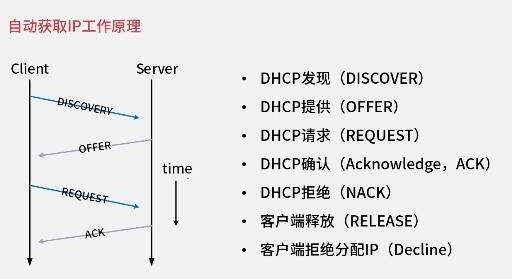 自动获取IP工作原理
Client
Server
DISCOVERY
OFFER
time
REQUEST
ACK
• DHCP发现（DISCOVER）
• DHCP提供（OFFER）
• DHCP请求（REQUEST）
• DHCP确认（Acknowledge，ACK）
• DHCP拒绝（NACK）
• 客户端释放（RELEASE）
• 客户端拒绝分配IP（Decline）